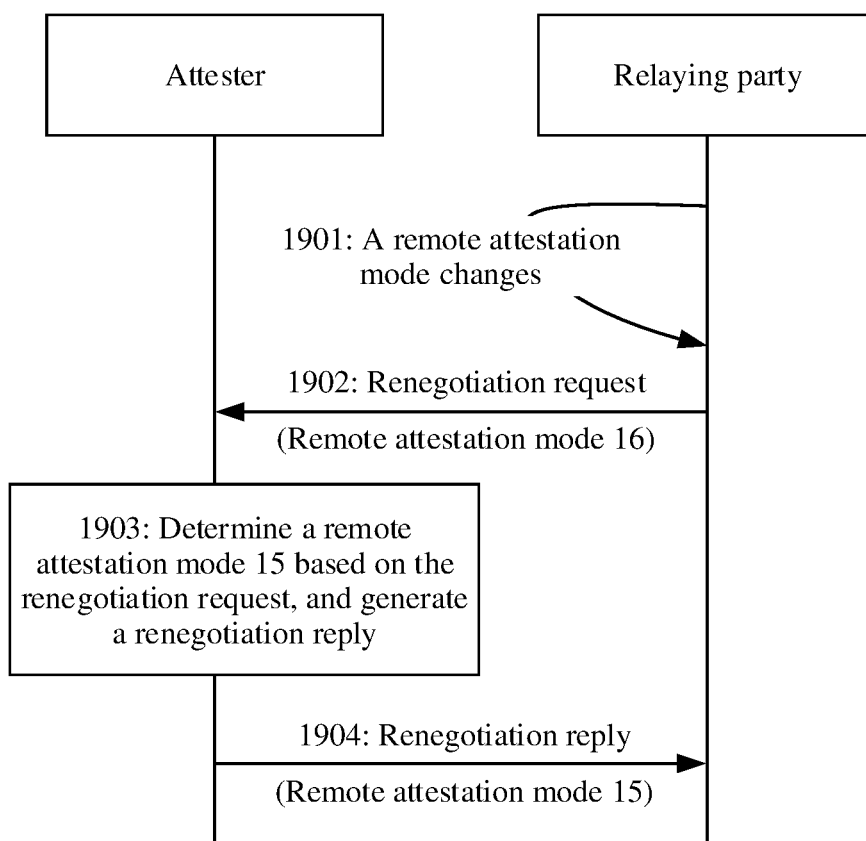 Attester
Relaying party
1901: A remote attestation
mode changes
1902: Renegotiation request
(Remote attestation mode 16)
1903: Determine a remote
attestation mode 15 based on the
renegotiation request, and generate
a renegotiation reply
1904: Renegotiation reply
(Remote attestation mode 15)